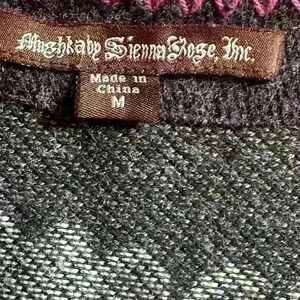 Mushka by Sienna Rose, Inc.
Made in
China
M